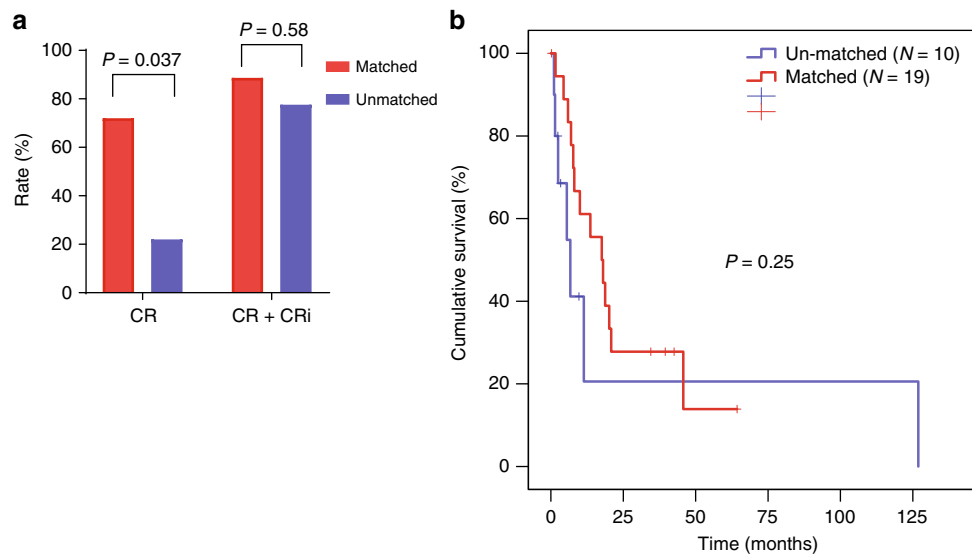 a
P = 0.037
P = 0.58
Matched
Unmatched
Rate (%)
100
80
60
40
20
0
CR
CR + CRi
b
Un-matched (N = 10)
Matched (N = 19)
P = 0.25
Cumulative survival (%)
100
80
60
40
20
0
0
25
50
75
100
125
Time (months)